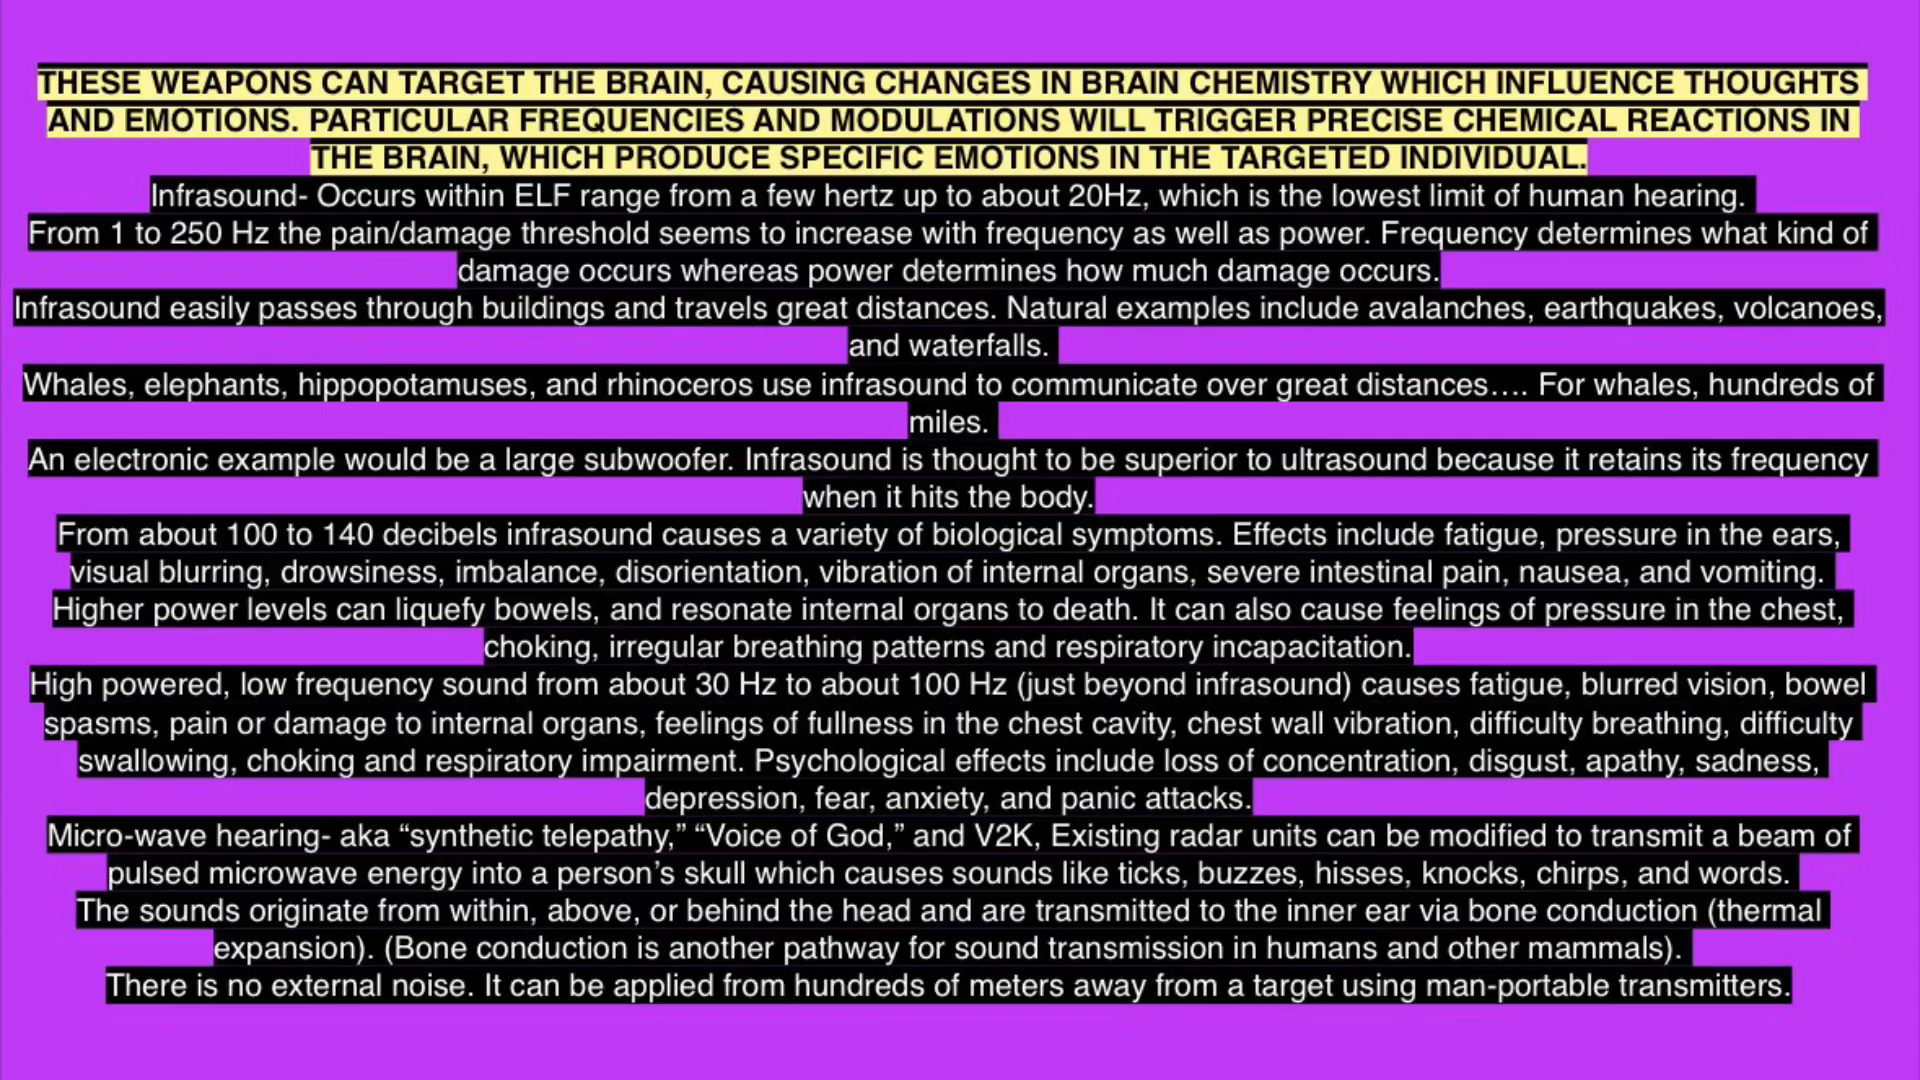 THESE WEAPONS CAN TARGET THE BRAIN, CAUSING CHANGES IN BRAIN CHEMISTRY WHICH INFLUENCE THOUGHTS
AND EMOTIONS. PARTICULAR FREQUENCIES AND MODULATIONS WILL TRIGGER PRECISE CHEMICAL REACTIONS IN
THE BRAIN, WHICH PRODUCE SPECIFIC EMOTIONS IN THE TARGETED INDIVIDUAL.
Infrasound- Occurs within ELF range from a few hertz up to about 20Hz, which is the lowest limit of human hearing.
From 1 to 250 Hz the pain/damage threshold seems to increase with frequency as well as power. Frequency determines what kind of
damage occurs whereas power determines how much damage occurs.
Infrasound easily passes through buildings and travels great distances. Natural examples include avalanches, earthquakes, volcanoes,
and waterfalls.
Whales, elephants, hippopotamuses, and rhinoceros use infrasound to communicate over great distances…. For whales, hundreds of
miles.
An electronic example would be a large subwoofer. Infrasound is thought to be superior to ultrasound because it retains its frequency
when it hits the body.
From about 100 to 140 decibels infrasound causes a variety of biological symptoms. Effects include fatigue, pressure in the ears,
visual blurring, drowsiness, imbalance, disorientation, vibration of internal organs, severe intestinal pain, nausea, and vomiting.
Higher power levels can liquefy bowels, and resonate internal organs to death. It can also cause feelings of pressure in the chest,
choking, irregular breathing patterns and respiratory incapacitation.
High powered, low frequency sound from about 30 Hz to about 100 Hz (just beyond infrasound) causes fatigue, blurred vision, bowel
spasms, pain or damage to internal organs, feelings of fullness in the chest cavity, chest wall vibration, difficulty breathing, difficulty
swallowing, choking and respiratory impairment. Psychological effects include loss of concentration, disgust, apathy, sadness,
depression, fear, anxiety, and panic attacks.
Micro-wave hearing- aka “synthetic telepathy,” “Voice of God,” and V2K, Existing radar units can be modified to transmit a beam of
pulsed microwave energy into a person’s skull which causes sounds like ticks, buzzes, hisses, knocks, chirps, and words.
The sounds originate from within, above, or behind the head and are transmitted to the inner ear via bone conduction (thermal
expansion). (Bone conduction is another pathway for sound transmission in humans and other mammals).
There is no external noise. It can be applied from hundreds of meters away from a target using man-portable transmitters.